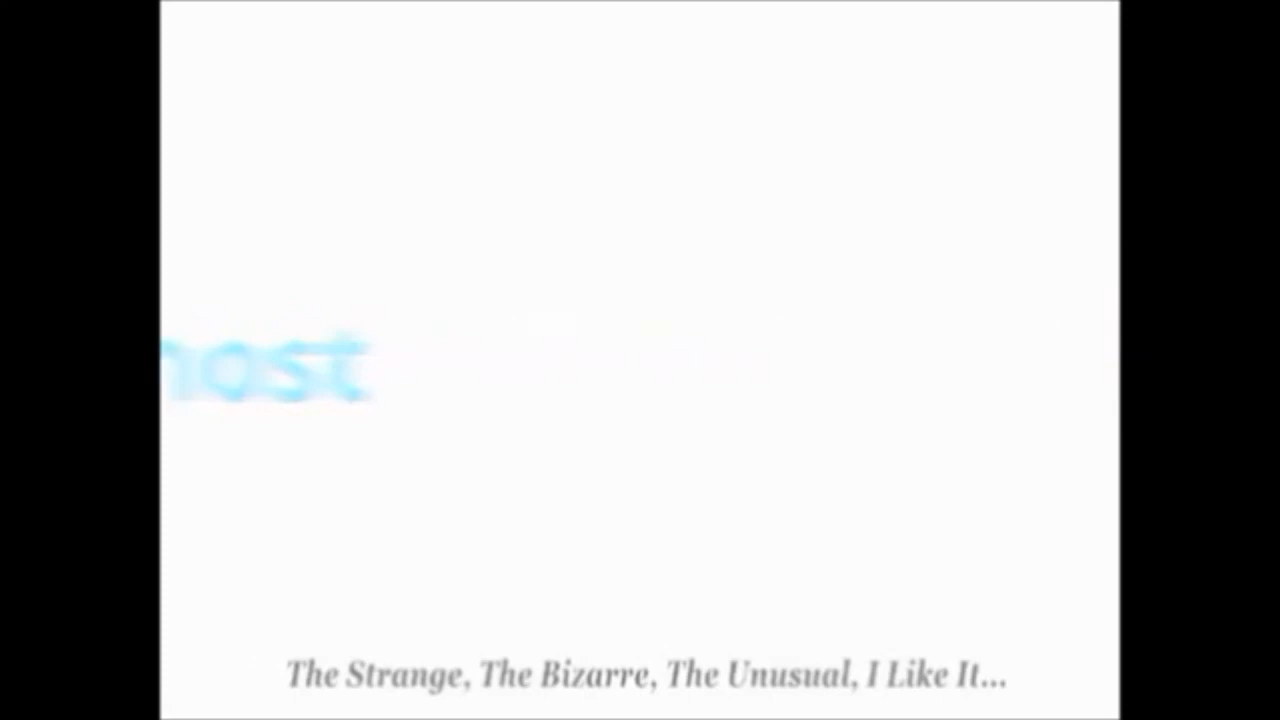 The Strange, The Bizarre, The Unusual, I Like It...